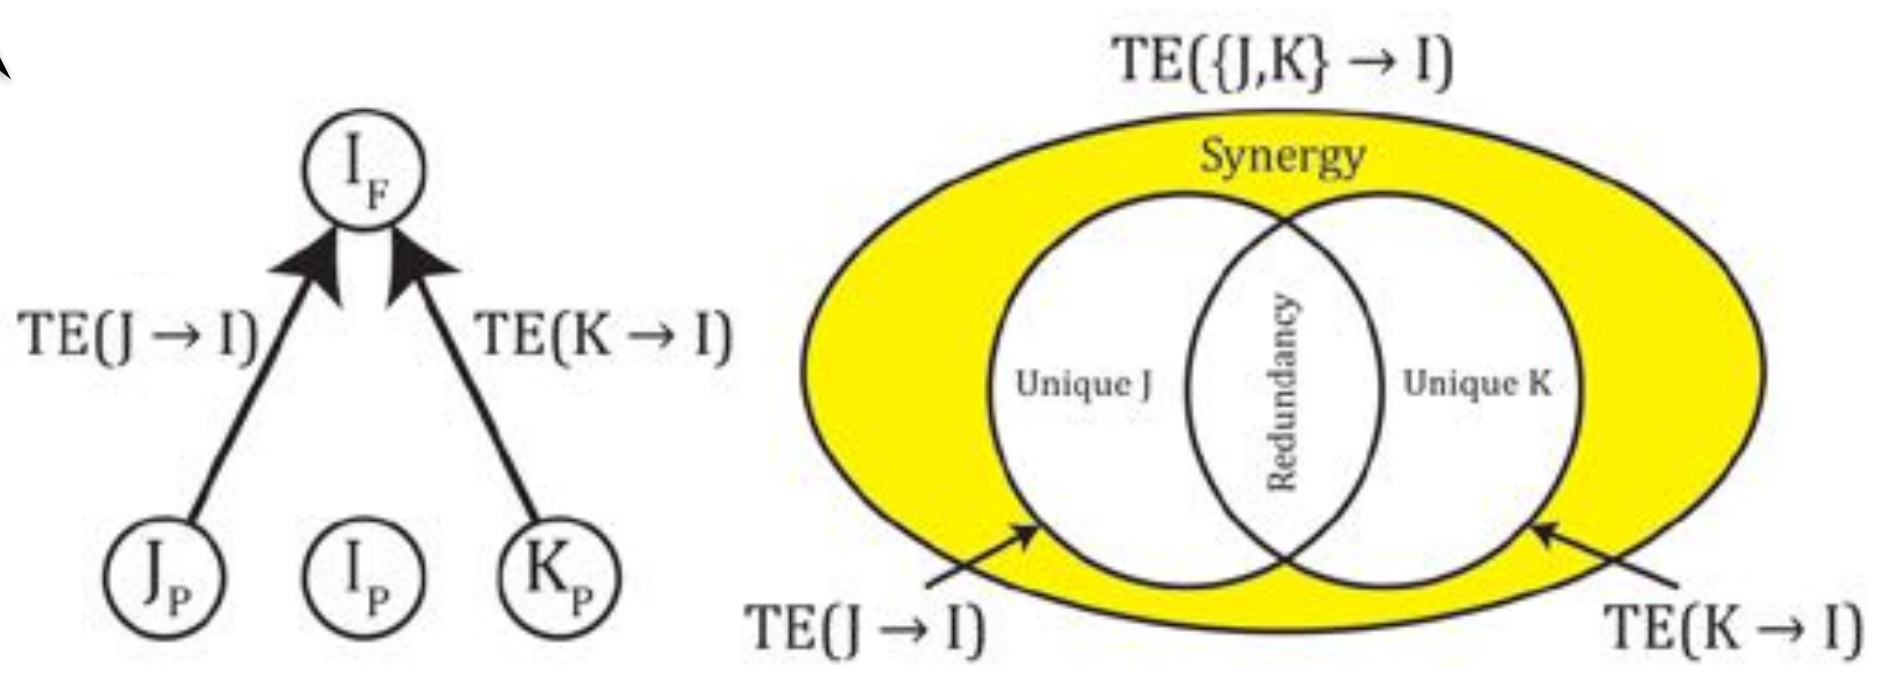 I_F
TE(J → I)
TE(K → I)
J_P
I_P
K_P
TE({J,K} → I)
Synergy
Unique J
Redundancy
Unique K
TE(J → I)
TE(K → I)